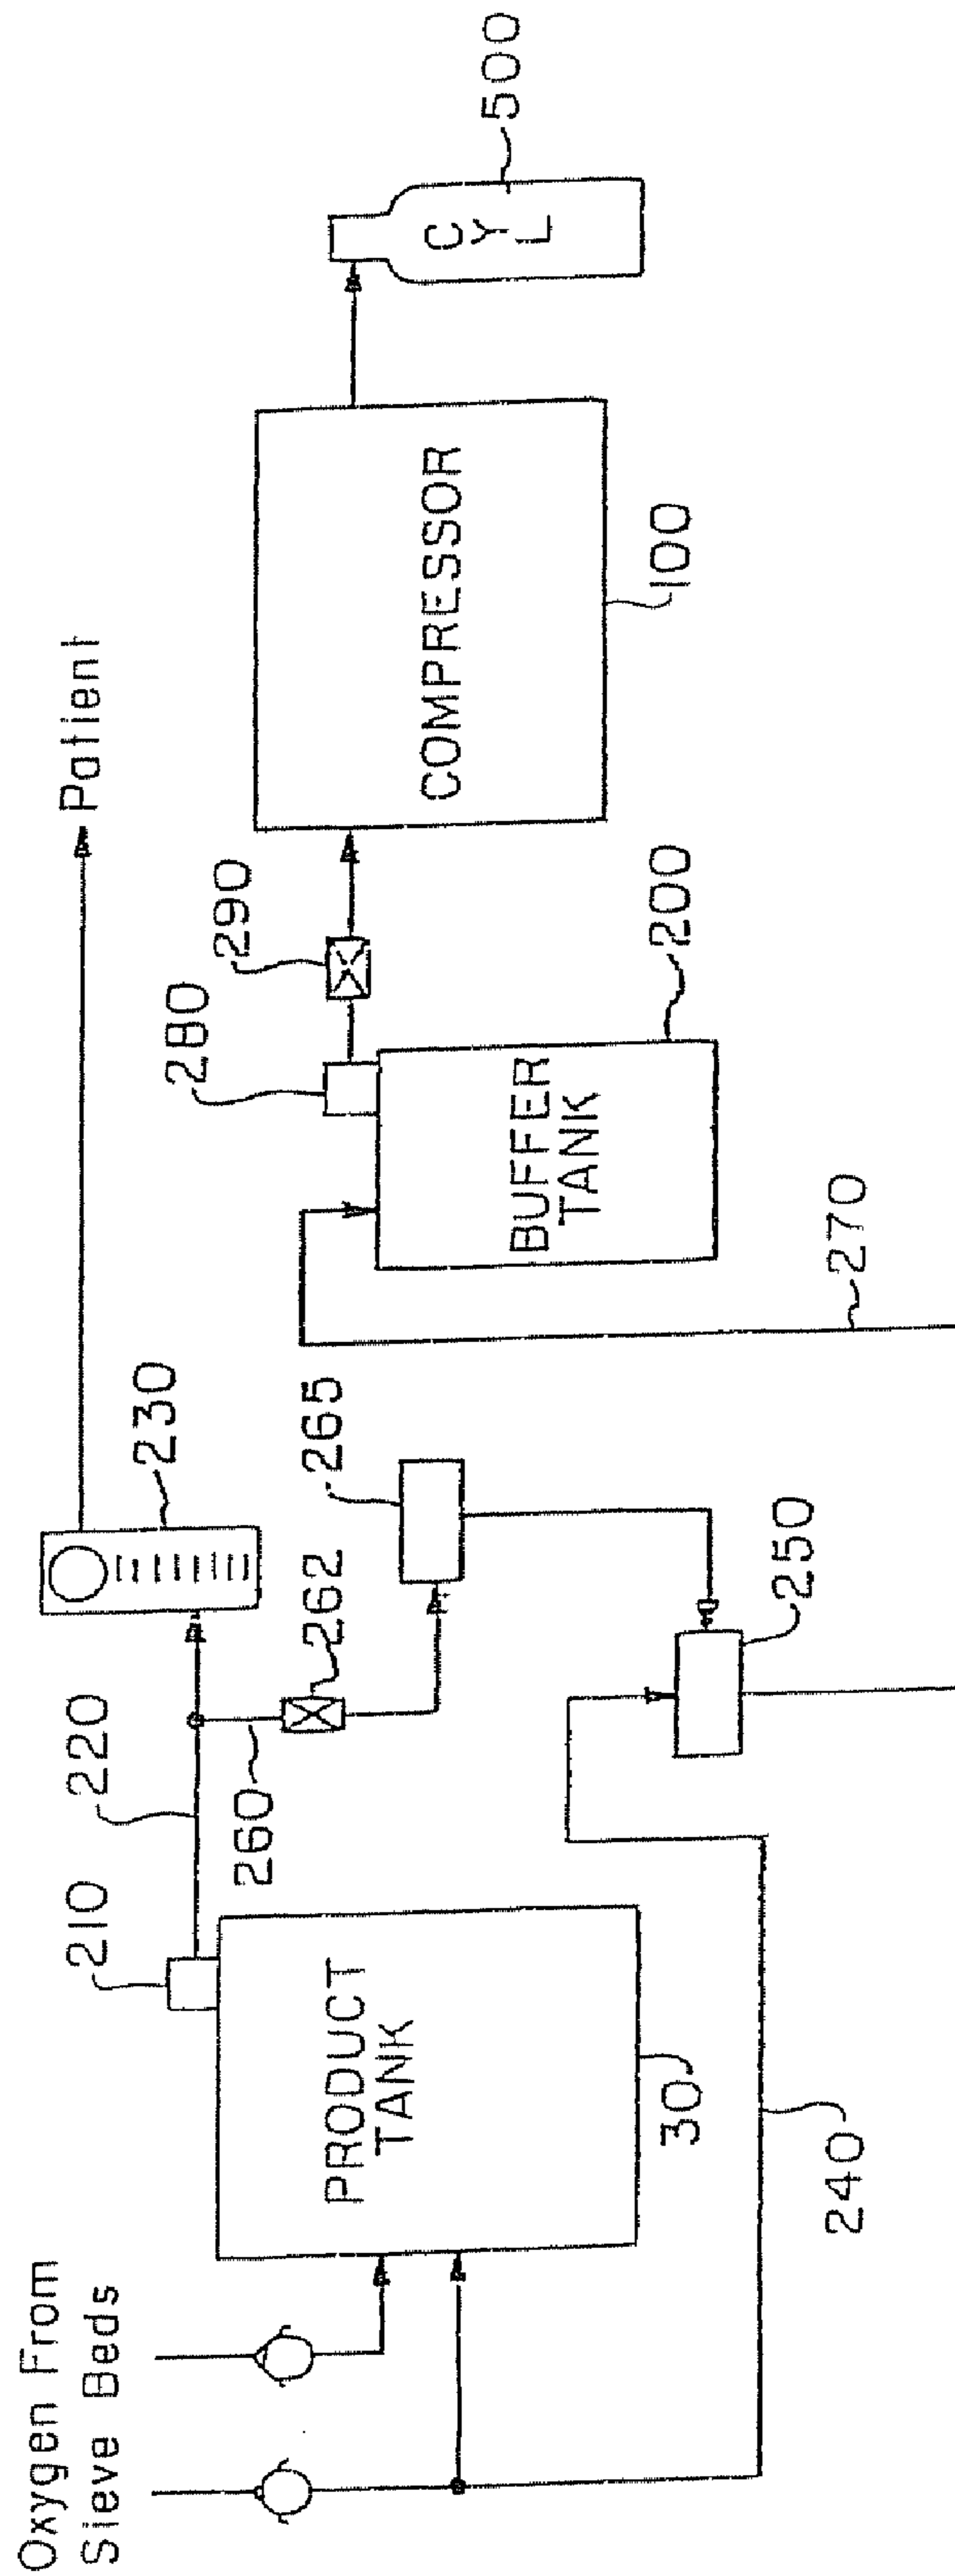 Oxygen From
Sieve Beds
210
220
230
Patient
260
262
265
280
290
PRODUCT
TANK
30
240
250
270
BUFFER
TANK
200
COMPRESSOR
100
CYL
500